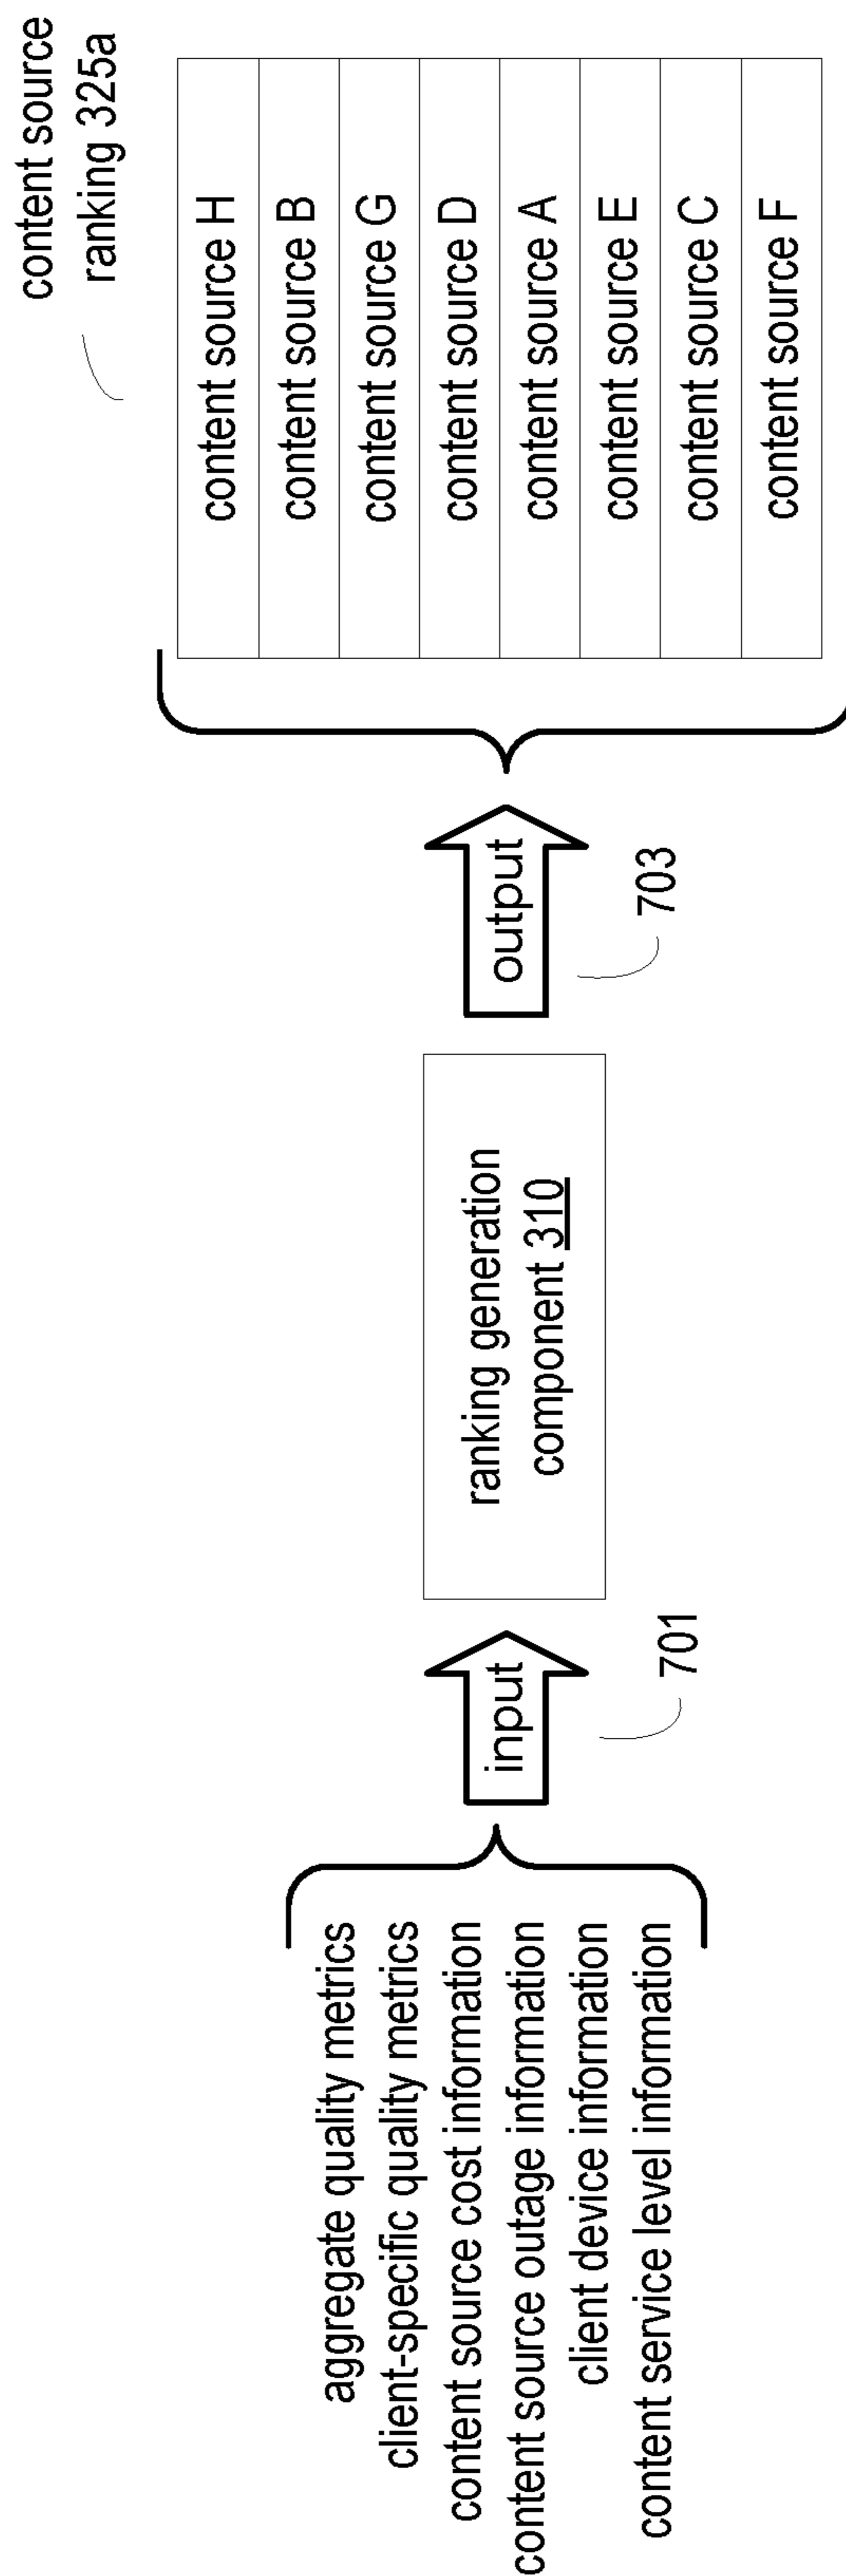 aggregate quality metrics
client-specific quality metrics
content source cost information
content source outage information
client device information
content service level information
input
701
ranking generation
component 310
output
703
content source
ranking 325a
content source H
content source B
content source G
content source D
content source A
content source E
content source C
content source F